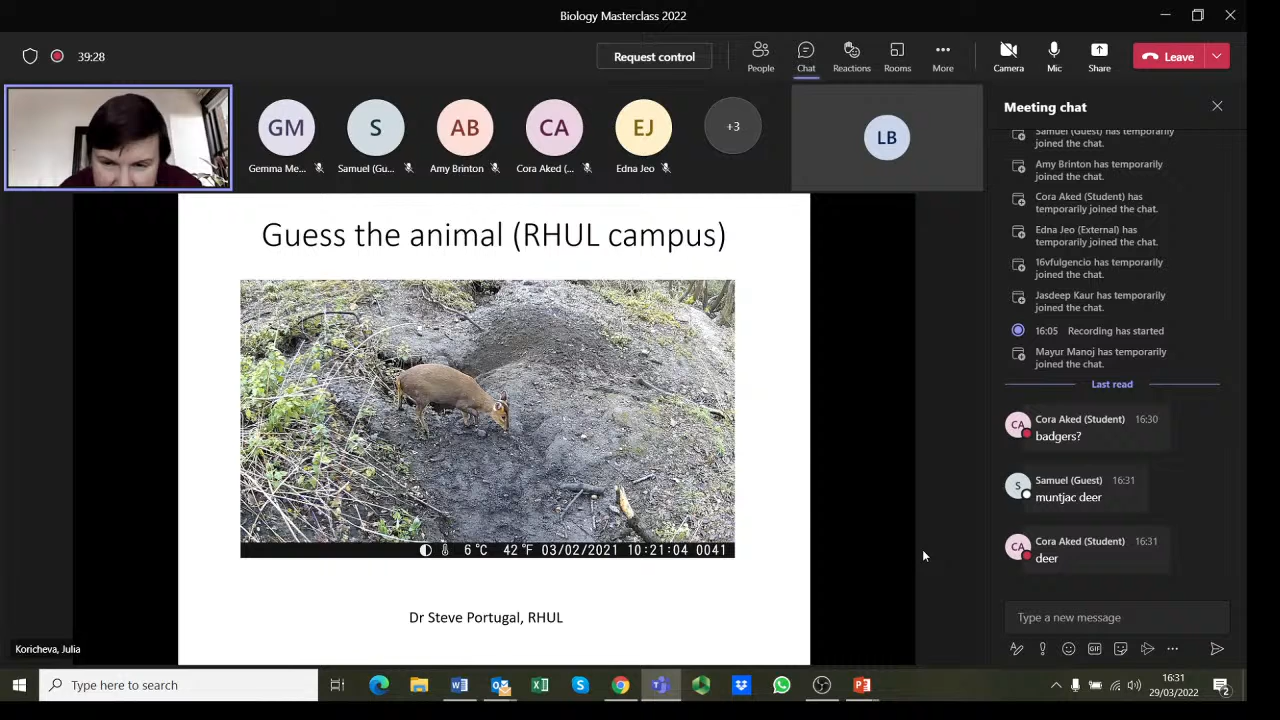 Biology Masterclass 2022
39:28
Request control
People
Chat
Reactions
Rooms
More
Camera
Mic
Share
Leave
GM
S
AB
CA
EJ
+3
LB
Gemma Me...
Samuel (Gu...
Amy Brinton
Cora Aked (...
Edna Jeo
Meeting chat
Samuel (Guest) has temporarily
joined the chat.
Amy Brinton has temporarily
joined the chat.
Cora Aked (Student) has
temporarily joined the chat.
Edna Jeo (External) has
temporarily joined the chat.
16vfulgencio has temporarily
joined the chat.
Jasdeep Kaur has temporarily
joined the chat.
16:05 Recording has started
Mayur Manoj has temporarily
joined the chat.
Last read
CA
Cora Aked (Student) 16:30
badgers?
S
Samuel (Guest) 16:31
muntjac deer
CA
Cora Aked (Student) 16:31
deer
Type a new message
GIF
Guess the animal (RHUL campus)
6°C 42°F 03/02/2021 10:21:04 0041
Dr Steve Portugal, RHUL
Koricheva, Julia
Type here to search
16:31
29/03/2022
2